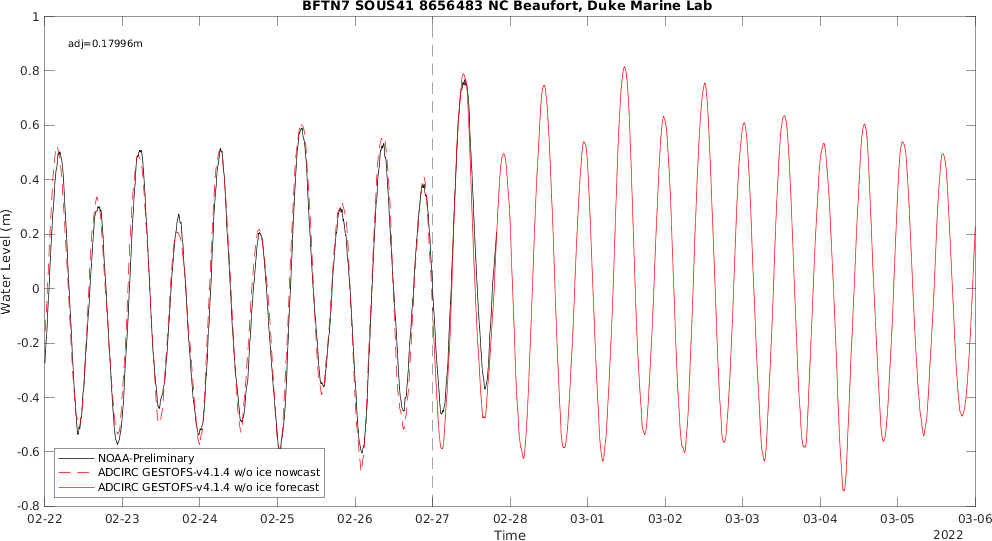 BFTN7 SOUS41 8656483 NC Beaufort, Duke Marine Lab
adj=0.17996m
1
0.8
0.6
0.4
0.2
0
-0.2
-0.4
-0.6
-0.8
Water Level (m)
NOAA-Preliminary
ADCIRC GESTOFS-v4.1.4 w/o ice nowcast
ADCIRC GESTOFS-v4.1.4 w/o ice forecast
02-22 02-23 02-24 02-25 02-26 02-27 02-28 03-01 03-02 03-03 03-04 03-05 03-06
Time
2022